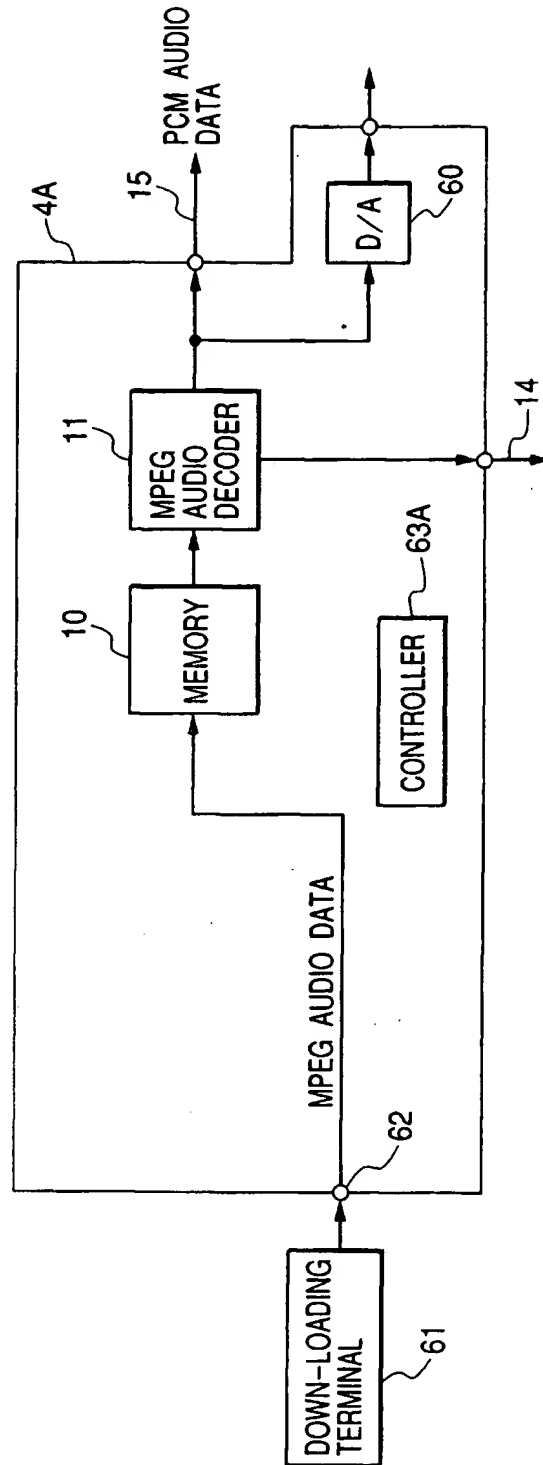 DOWN-LOADING
TERMINAL
61
62
MPEG AUDIO DATA
10
MEMORY
11
MPEG
AUDIO
DECODER
4A
15
PCM AUDIO
DATA
D/A
60
CONTROLLER
63A
14